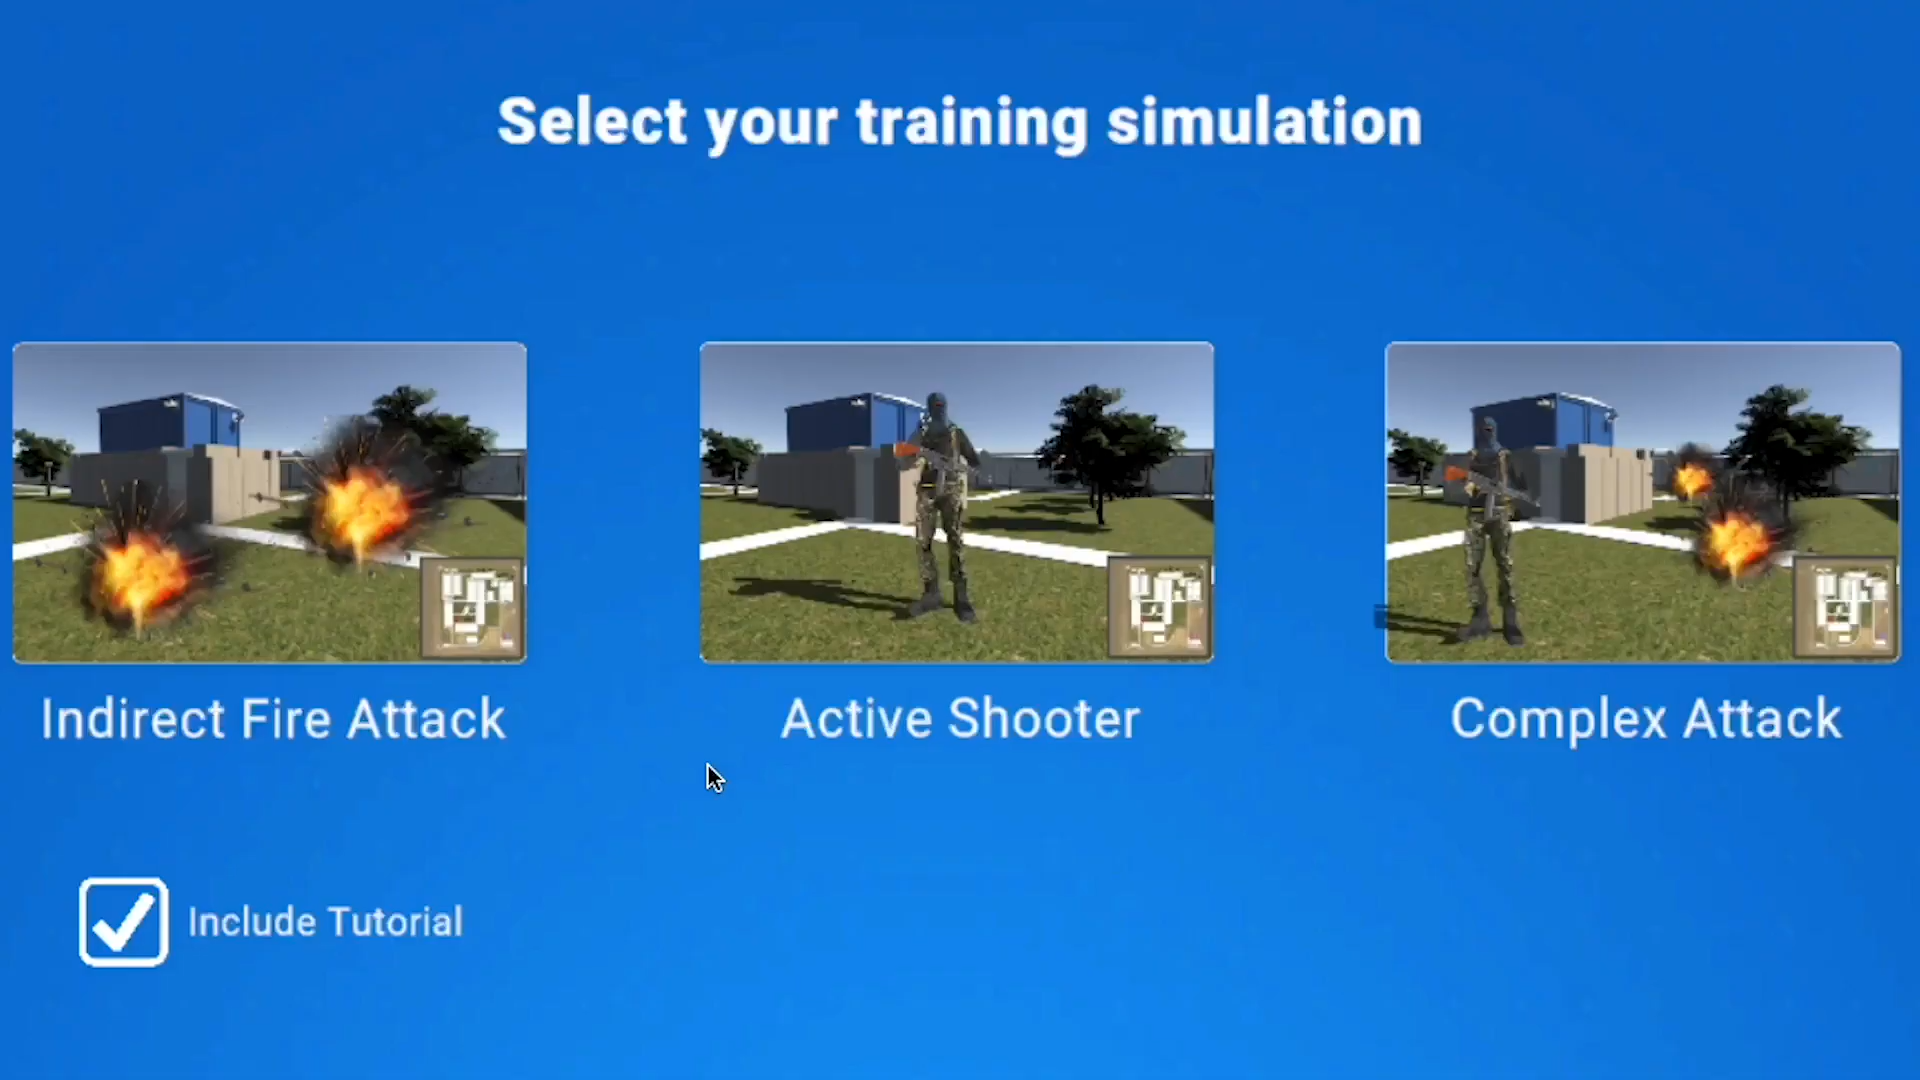 Select your training simulation
Indirect Fire Attack
Active Shooter
Complex Attack
Include Tutorial